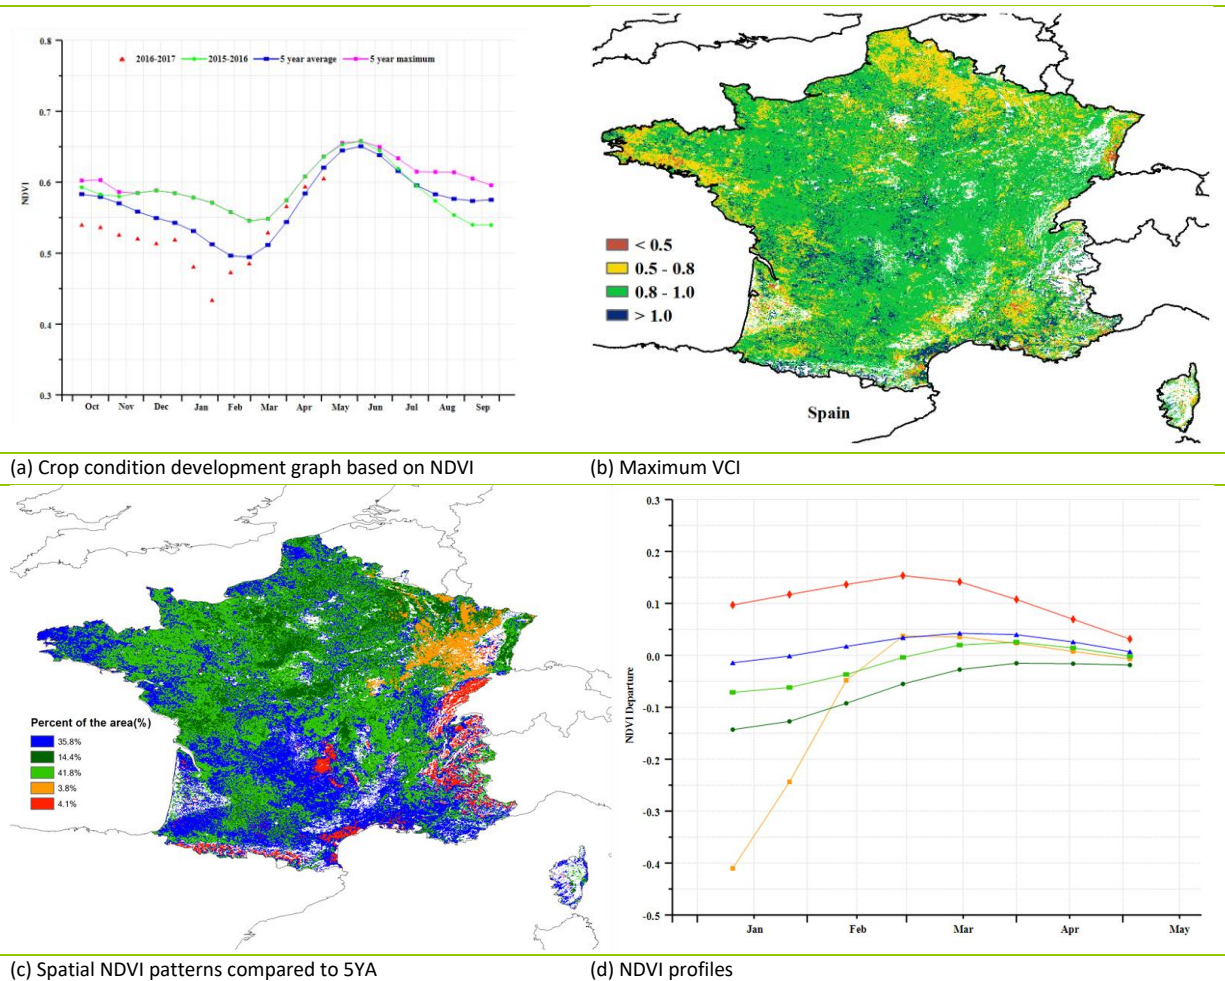 0.8
0.7
0.6
0.5
0.4
0.3
NDVI
2016-2017 2015-2016 5 year average 5 year maximum
Oct Nov Dec Jan Feb Mar Apr May Jun Jul Aug Sep
< 0.5
0.5 - 0.8
0.8 - 1.0
> 1.0
Spain
(a) Crop condition development graph based on NDVI
(b) Maximum VCI
Percent of the area(%)
35.8%
14.4%
41.8%
3.8%
4.1%
0.3
0.2
0.1
0.0
-0.1
-0.2
-0.3
-0.4
-0.5
NDVI Departure
Jan Feb Mar Apr May
(c) Spatial NDVI patterns compared to 5YA
(d) NDVI profiles